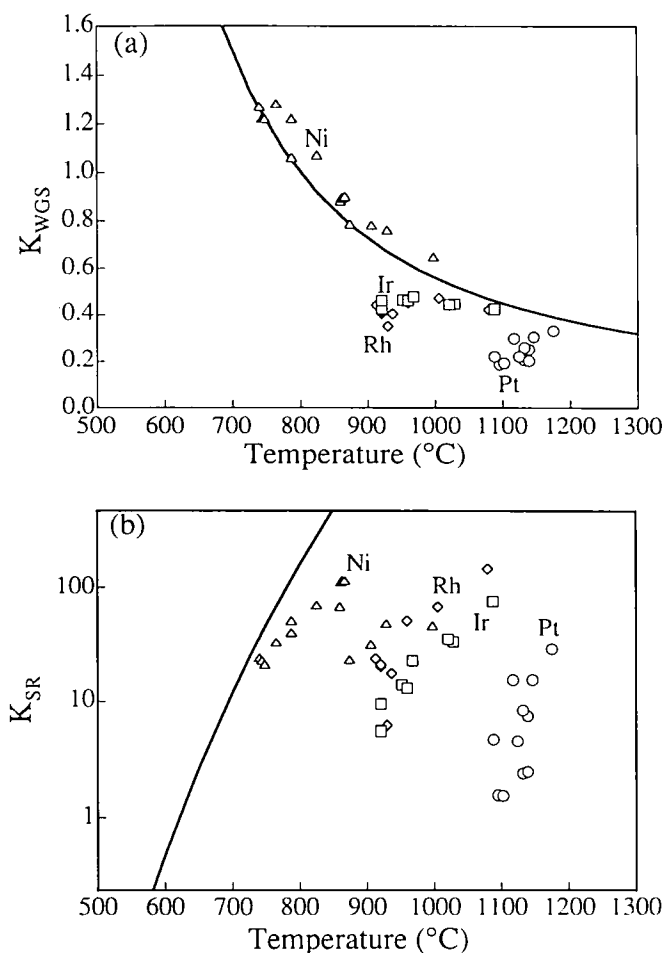 (a)
1.6
1.4
1.2
1.0
0.8
0.6
0.4
0.2
0.0
K_WGS
Ni
Ir
Rh
Pt
500 600 700 800 900 1000 1100 1200 1300
Temperature (°C)
(b)
100
10
1
K_SR
Ni
Rh
Ir
Pt
500 600 700 800 900 1000 1100 1200 1300
Temperature (°C)